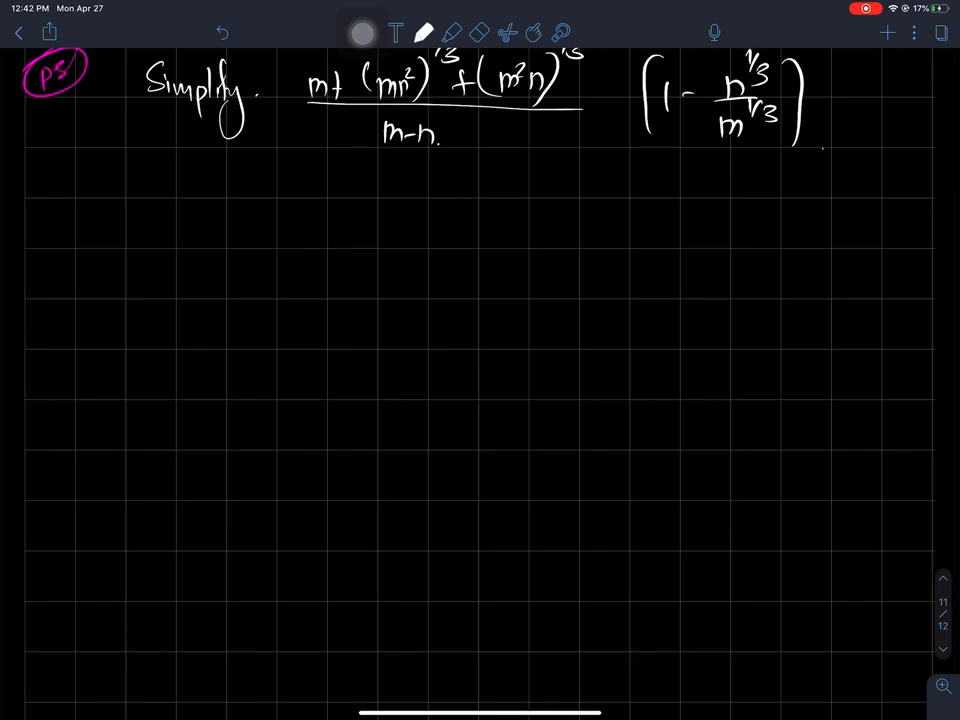 12:42 PM Mon Apr 27 17%
T
p5 Simplify. m+(mn²)^1/3+(m²n)^1/3 / m-n. (1 - n^1/3 / m^1/3).
11
/
12